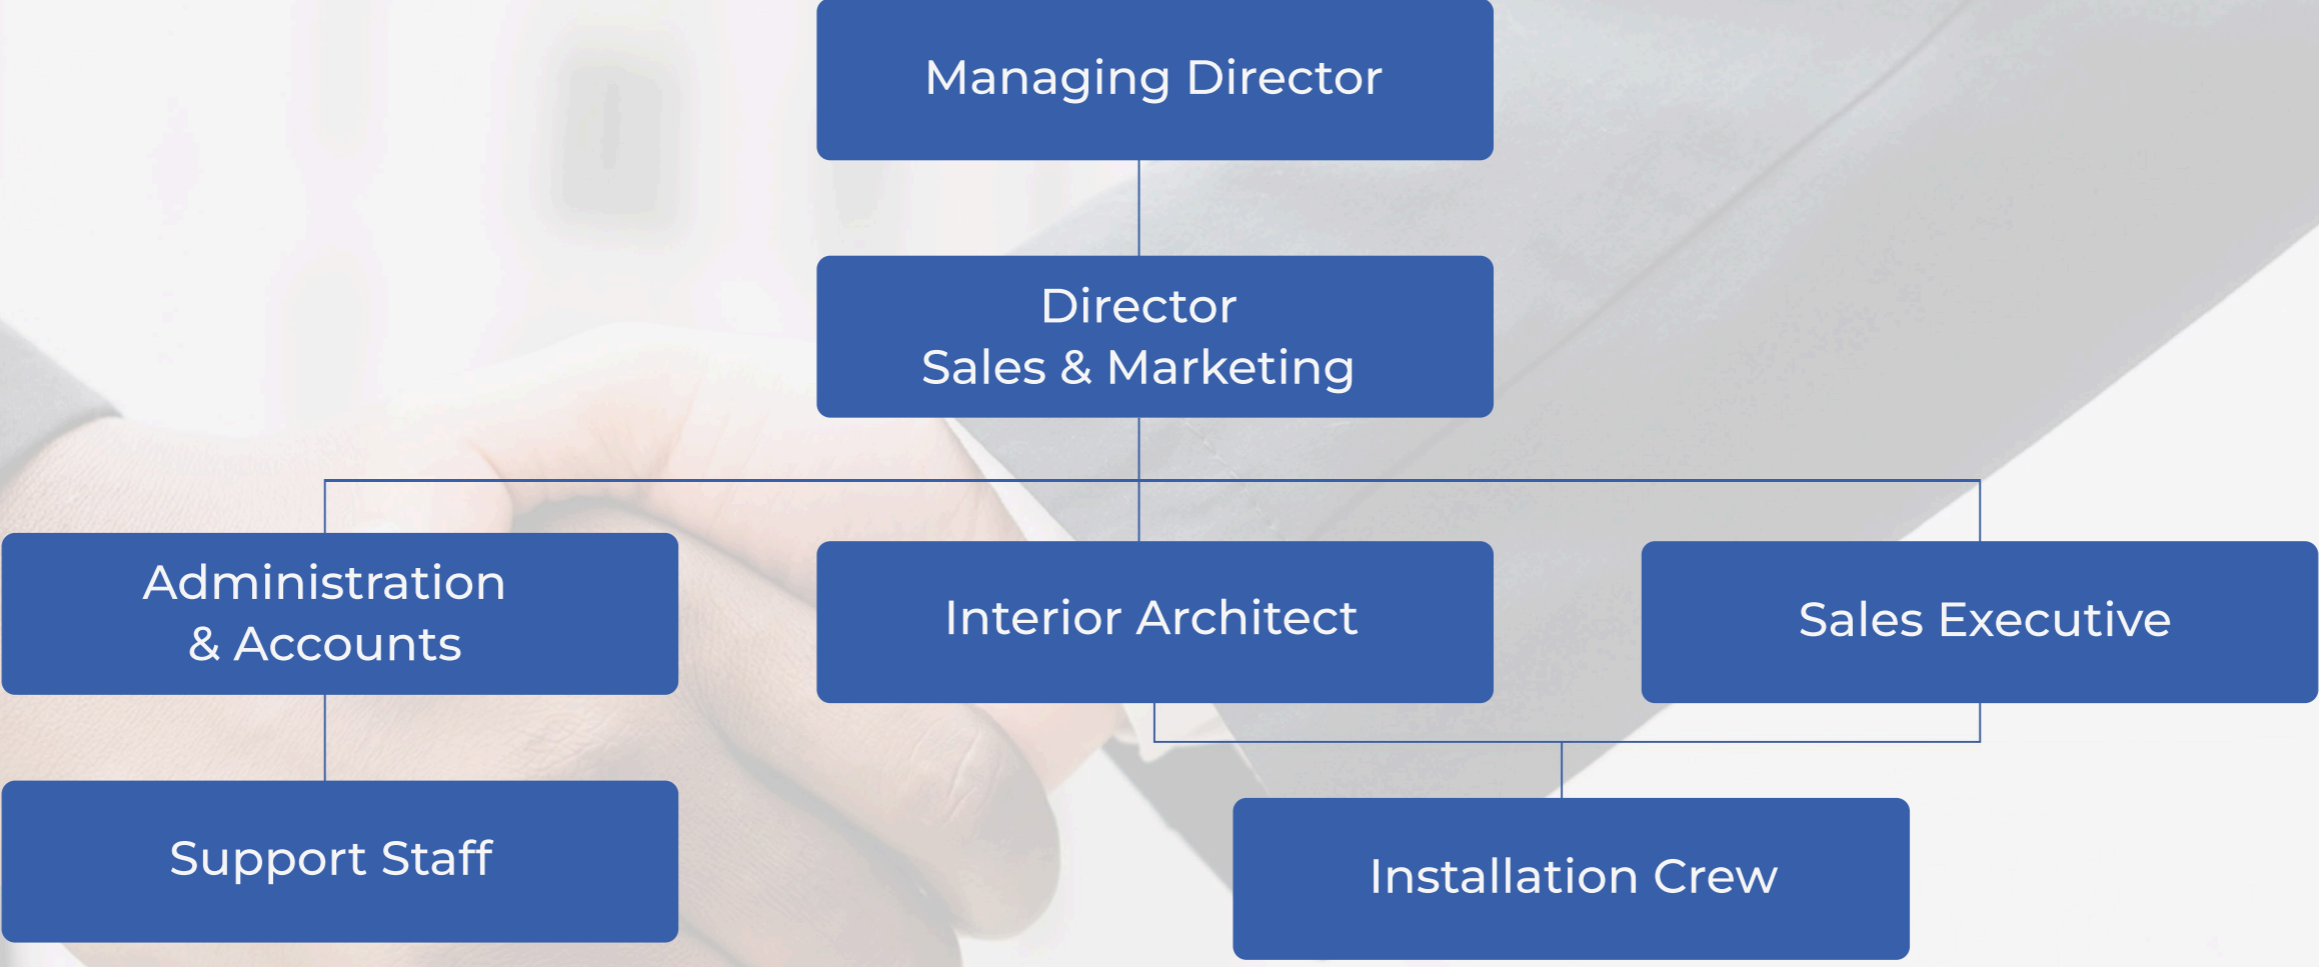 Managing Director
Director
Sales & Marketing
Administration
& Accounts
Interior Architect
Sales Executive
Support Staff
Installation Crew